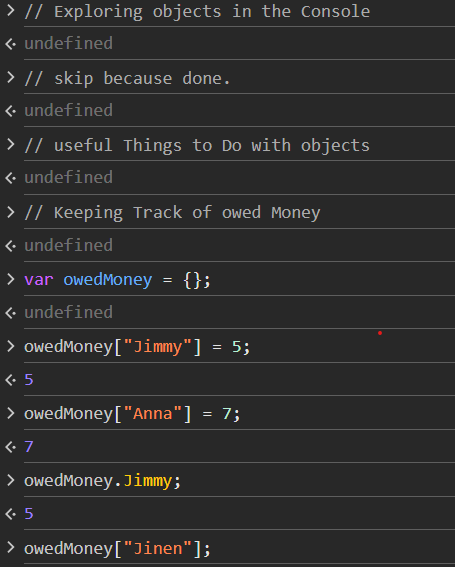 // Exploring objects in the Console
undefined
// skip because done.
undefined
// useful Things to Do with objects
undefined
// Keeping Track of owed Money
undefined
var owedMoney = {};
undefined
owedMoney["Jimmy"] = 5;
5
owedMoney["Anna"] = 7;
7
owedMoney.Jimmy;
5
owedMoney["Jinen"];